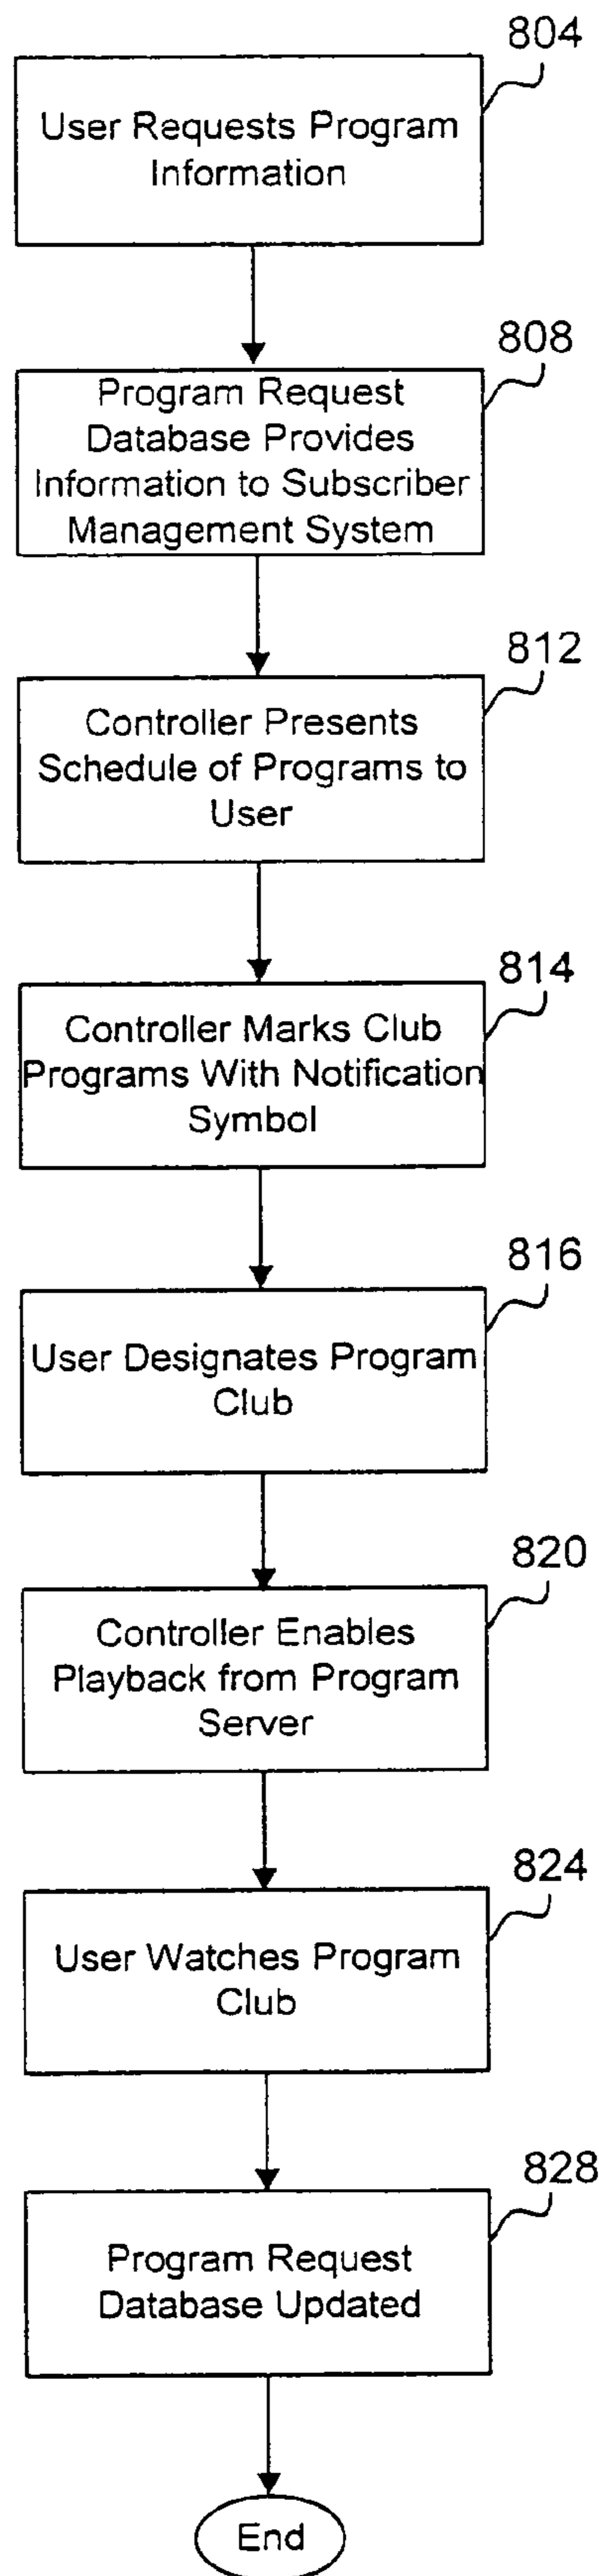 804
User Requests Program
Information
808
Program Request
Database Provides
Information to Subscriber
Management System
812
Controller Presents
Schedule of Programs to
User
814
Controller Marks Club
Programs With Notification
Symbol
816
User Designates Program
Club
820
Controller Enables
Playback from Program
Server
824
User Watches Program
Club
828
Program Request
Database Updated
End